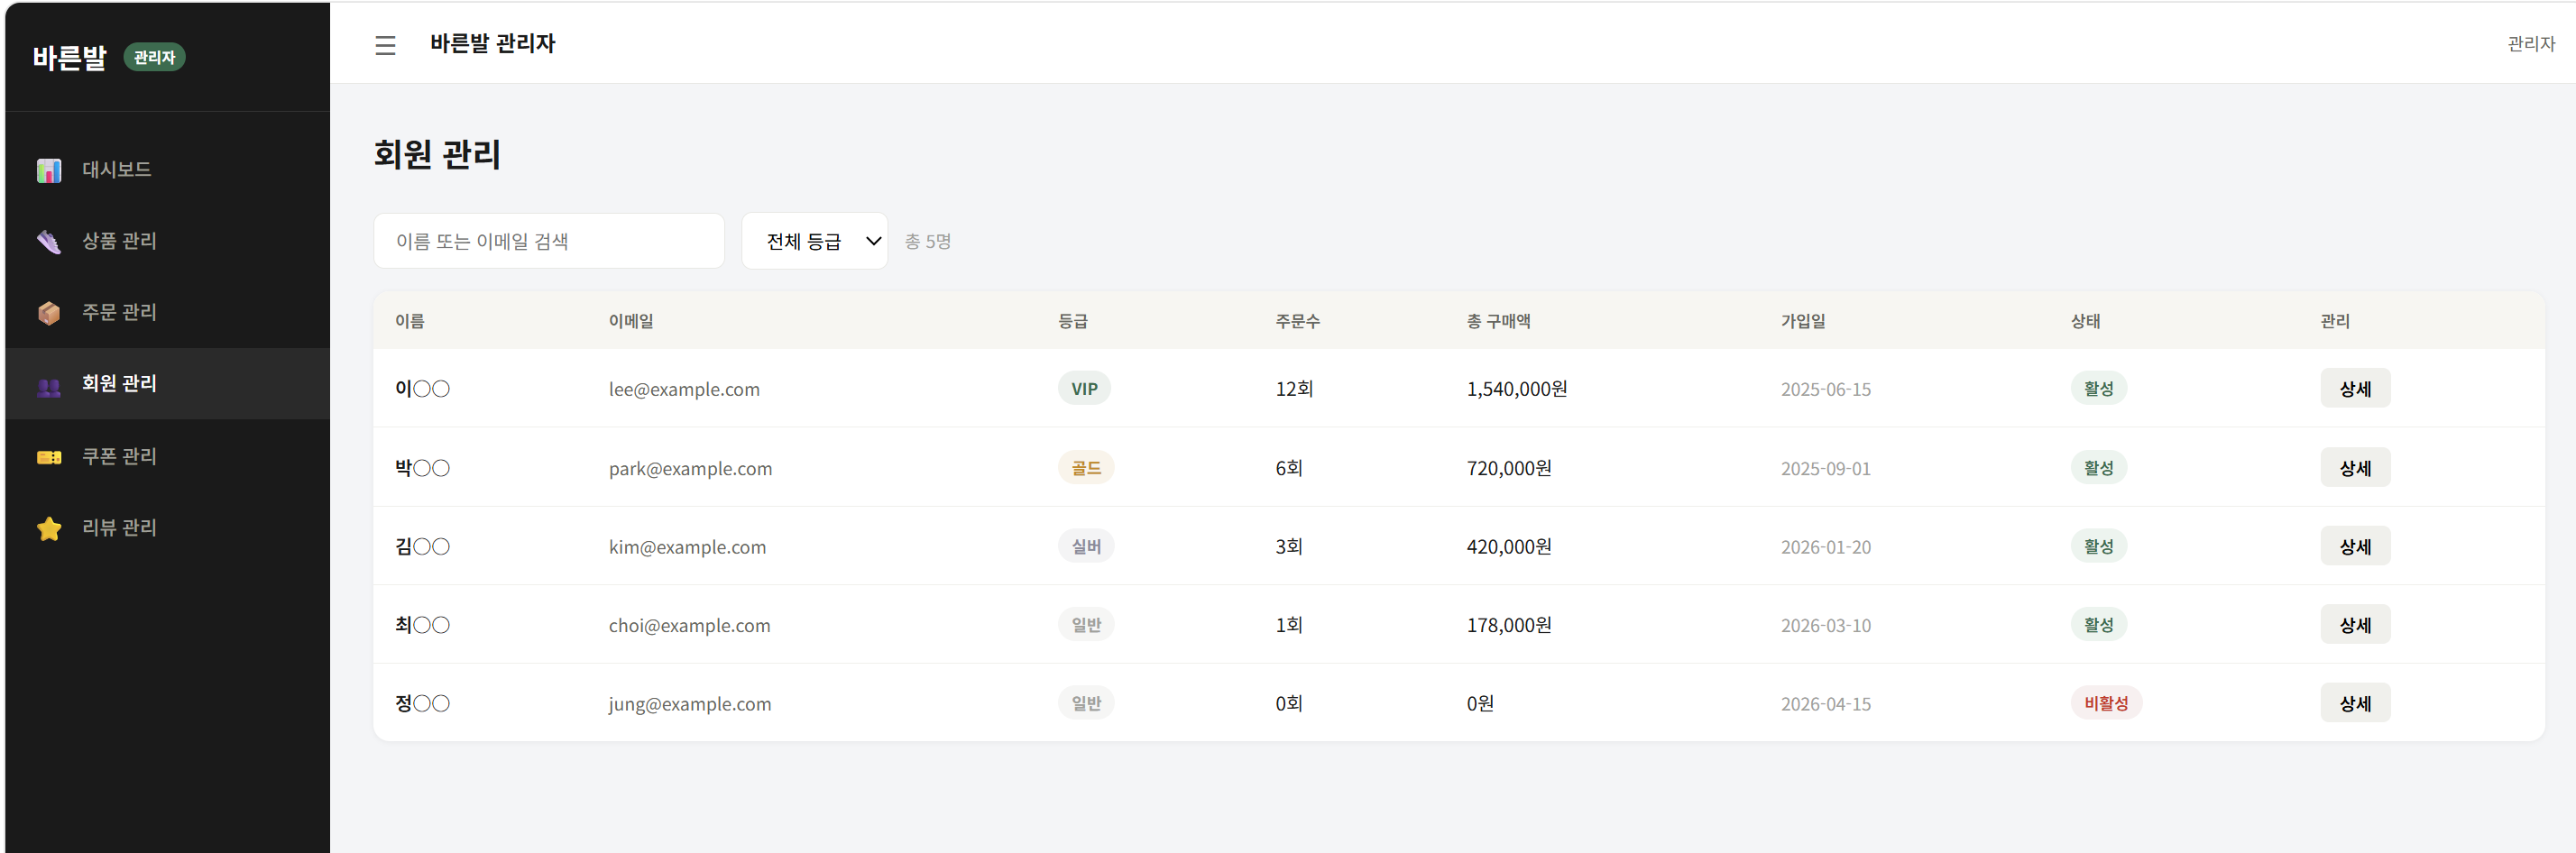 바른발 관리자
대시보드
상품 관리
주문 관리
회원 관리
쿠폰 관리
리뷰 관리
바른발 관리자
관리자
회원 관리
이름 또는 이메일 검색 전체 등급 총 5명
이름 이메일 등급 주문수 총 구매액 가입일 상태 관리
이○○ lee@example.com VIP 12회 1,540,000원 2025-06-15 활성 상세
박○○ park@example.com 골드 6회 720,000원 2025-09-01 활성 상세
김○○ kim@example.com 실버 3회 420,000원 2026-01-20 활성 상세
최○○ choi@example.com 일반 1회 178,000원 2026-03-10 활성 상세
정○○ jung@example.com 일반 0회 0원 2026-04-15 비활성 상세